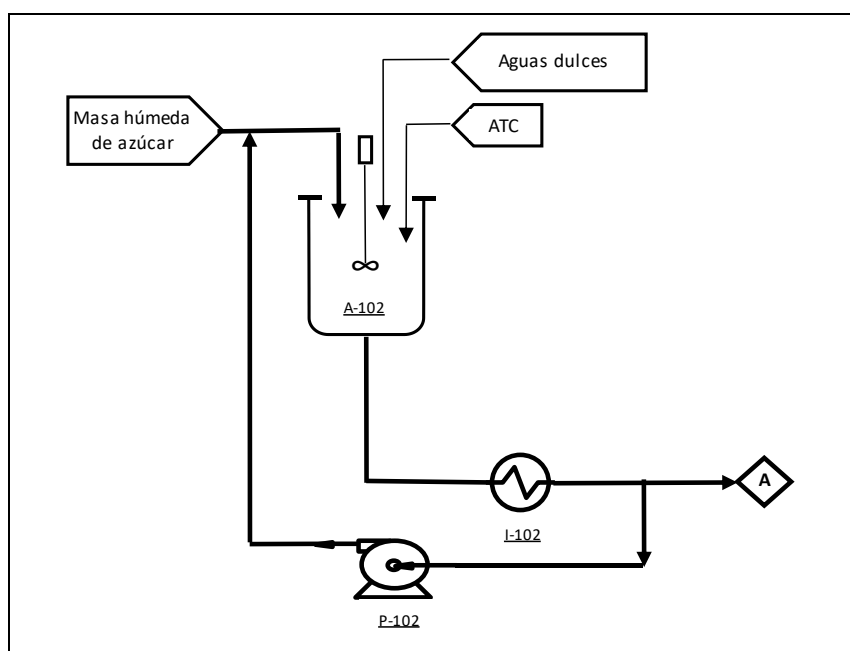 Aguas dulces
Masa húmeda
de azúcar
ATC
A-102
A
I-102
P-102